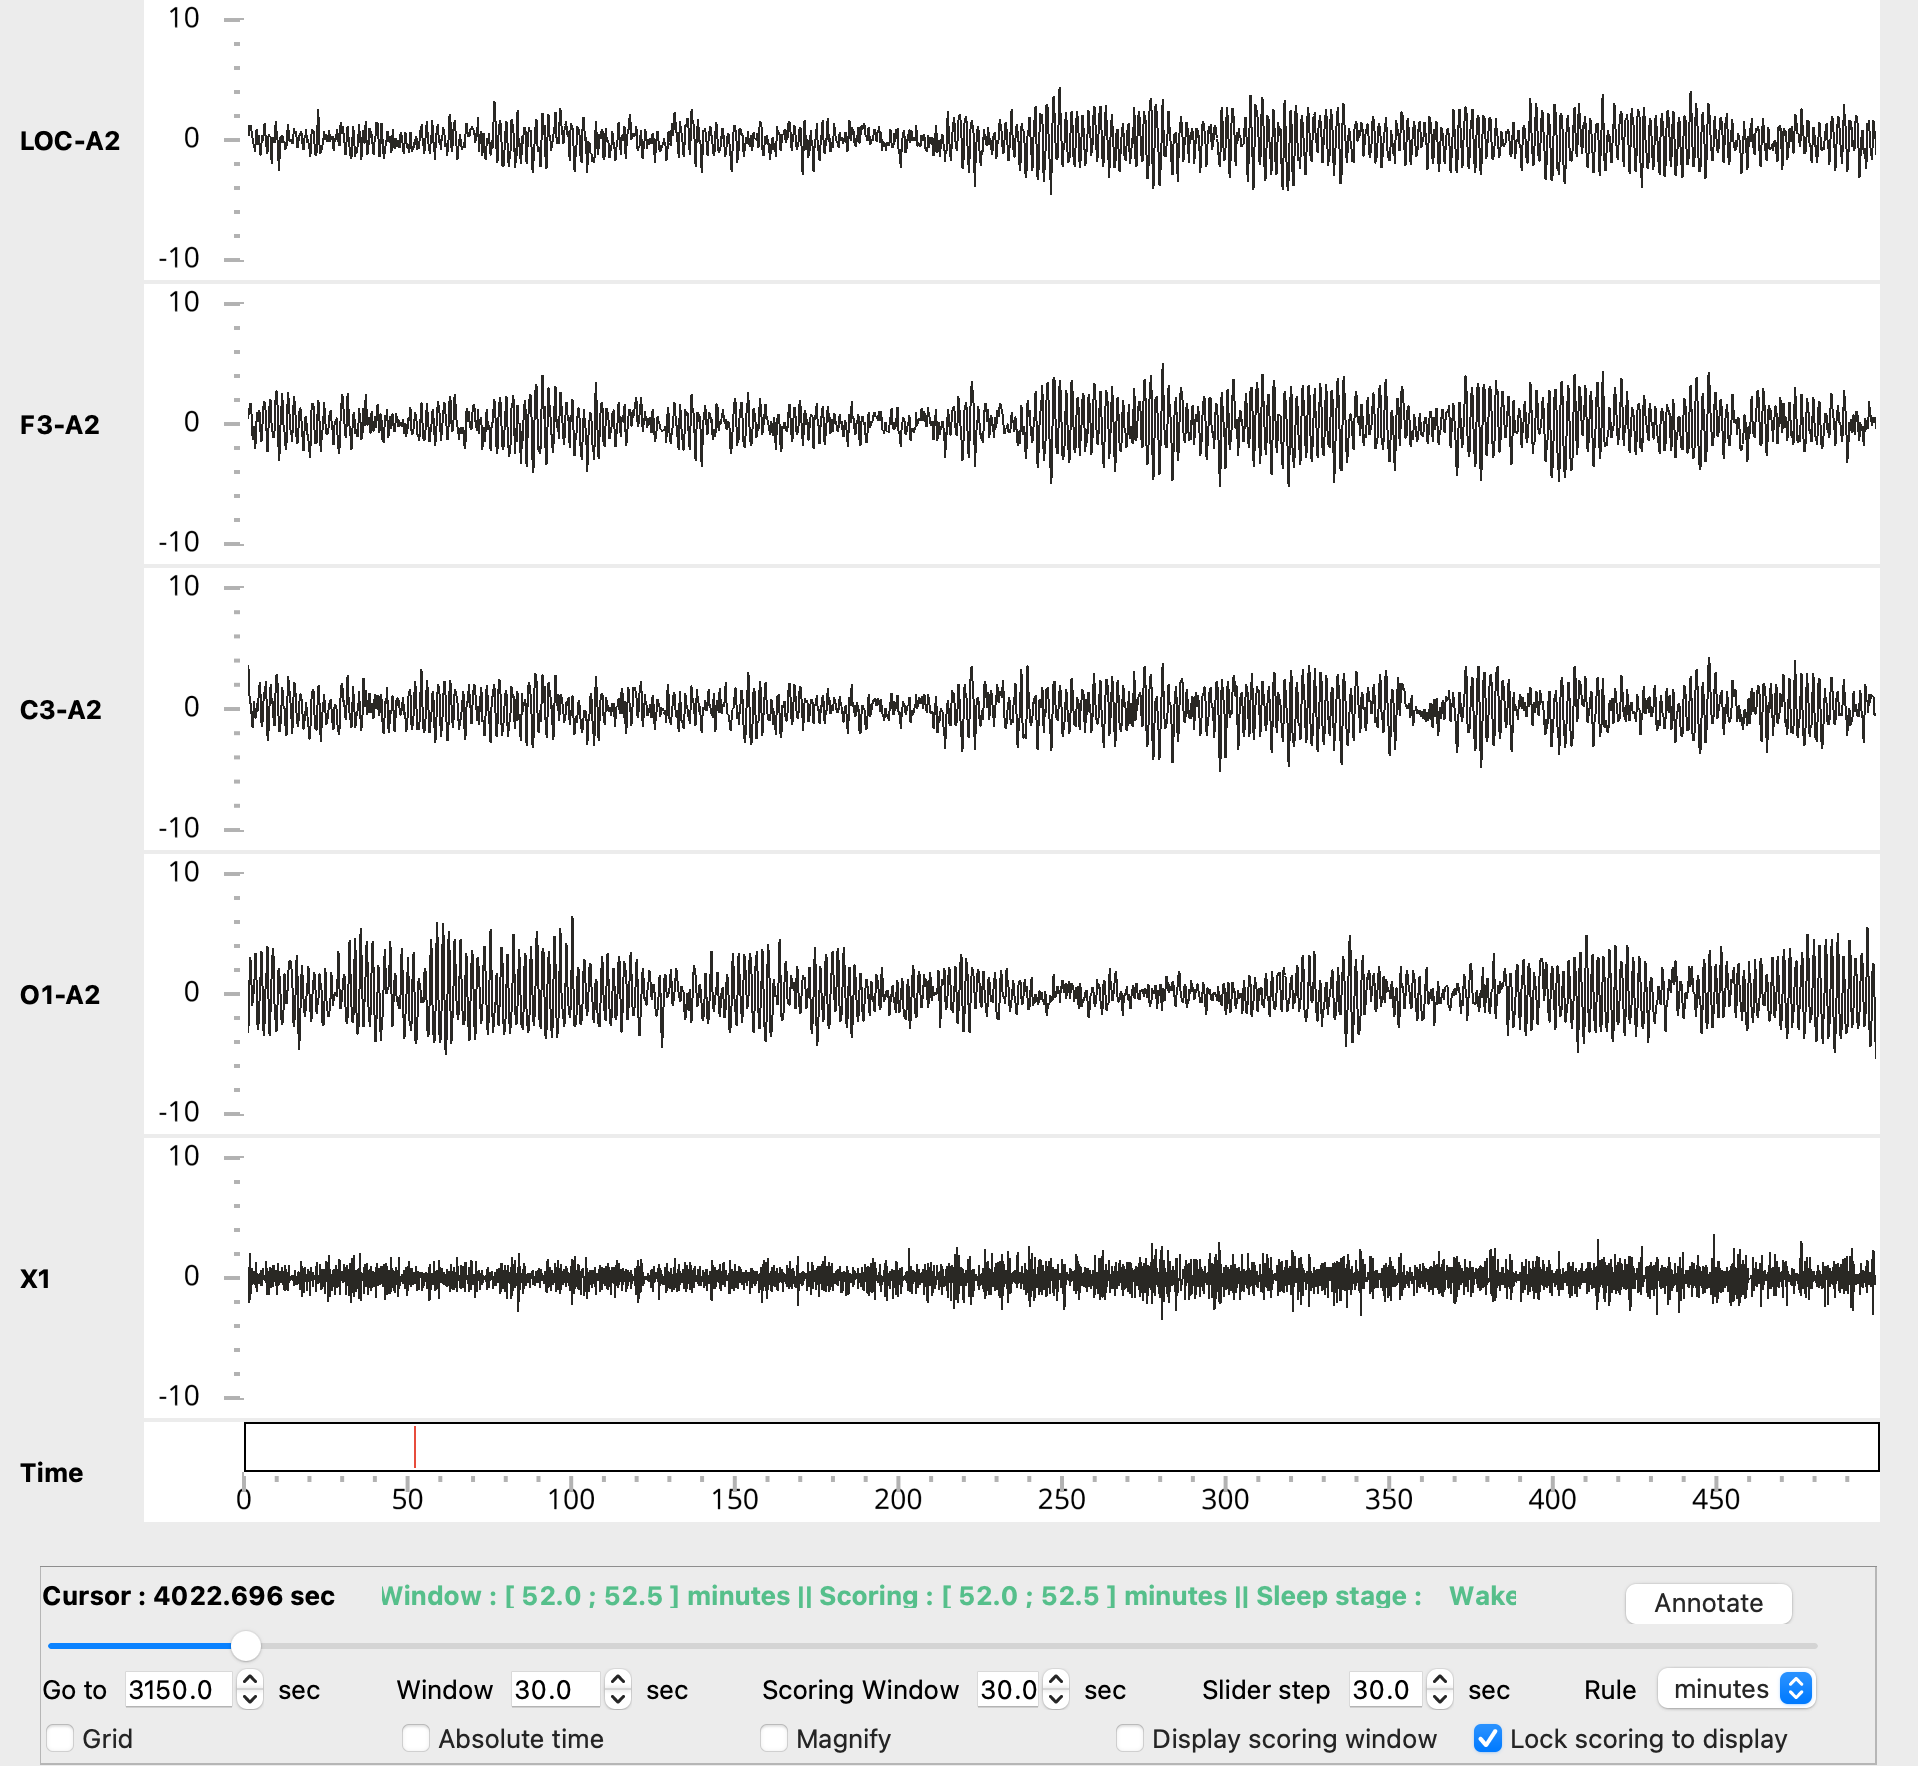 10
LOC-A2 0
-10
10
F3-A2 0
-10
10
C3-A2 0
-10
10
O1-A2 0
-10
10
X1 0
-10
Time
0 50 100 150 200 250 300 350 400 450
Cursor : 4022.696 sec Window : [ 52.0 ; 52.5 ] minutes || Scoring : [ 52.0 ; 52.5 ] minutes || Sleep stage : Wake Annotate
Go to 3150.0 sec Window 30.0 sec Scoring Window 30.0 sec Slider step 30.0 sec Rule minutes
Grid Absolute time Magnify Display scoring window Lock scoring to display